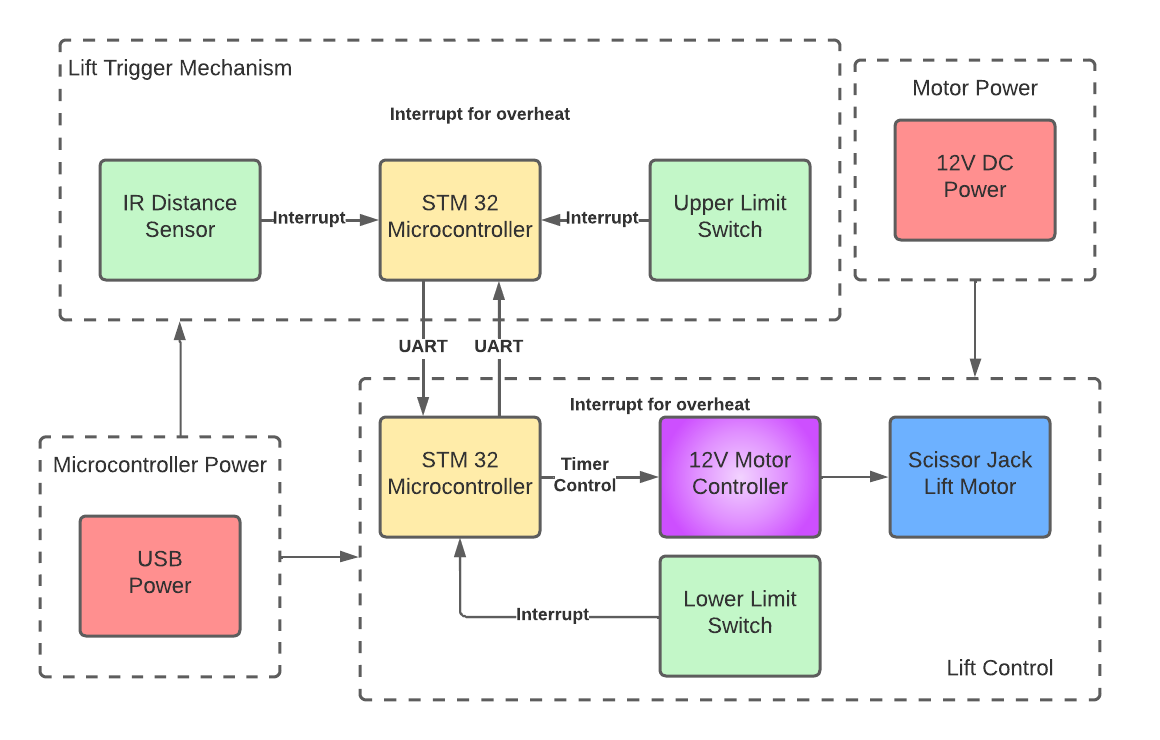 Lift Trigger Mechanism
Interrupt for overheat
IR Distance
Sensor
Interrupt
STM 32
Microcontroller
Interrupt
Upper Limit
Switch
Motor Power
12V DC
Power
UART
UART
Microcontroller Power
USB
Power
Interrupt for overheat
STM 32
Microcontroller
Timer
Control
12V Motor
Controller
Scissor Jack
Lift Motor
Interrupt
Lower Limit
Switch
Lift Control